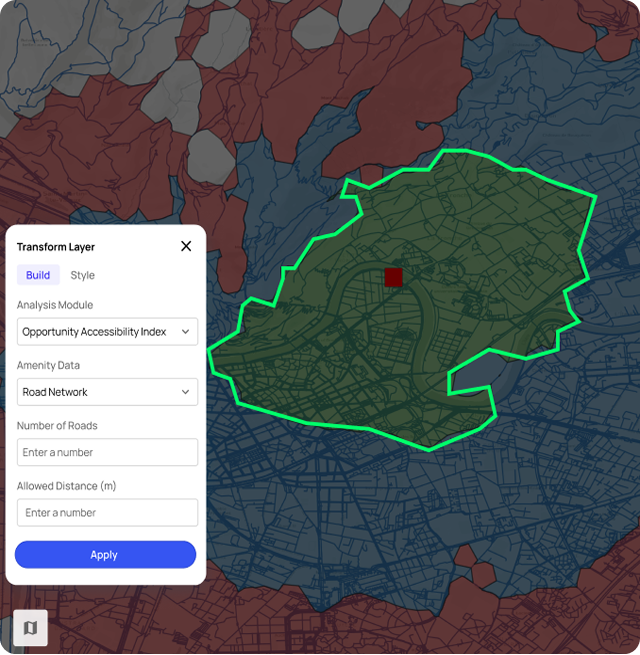 Transform Layer
Build
Style
Analysis Module
Opportunity Accessibility Index
Amenity Data
Road Network
Number of Roads
Enter a number
Allowed Distance (m)
Enter a number
Apply